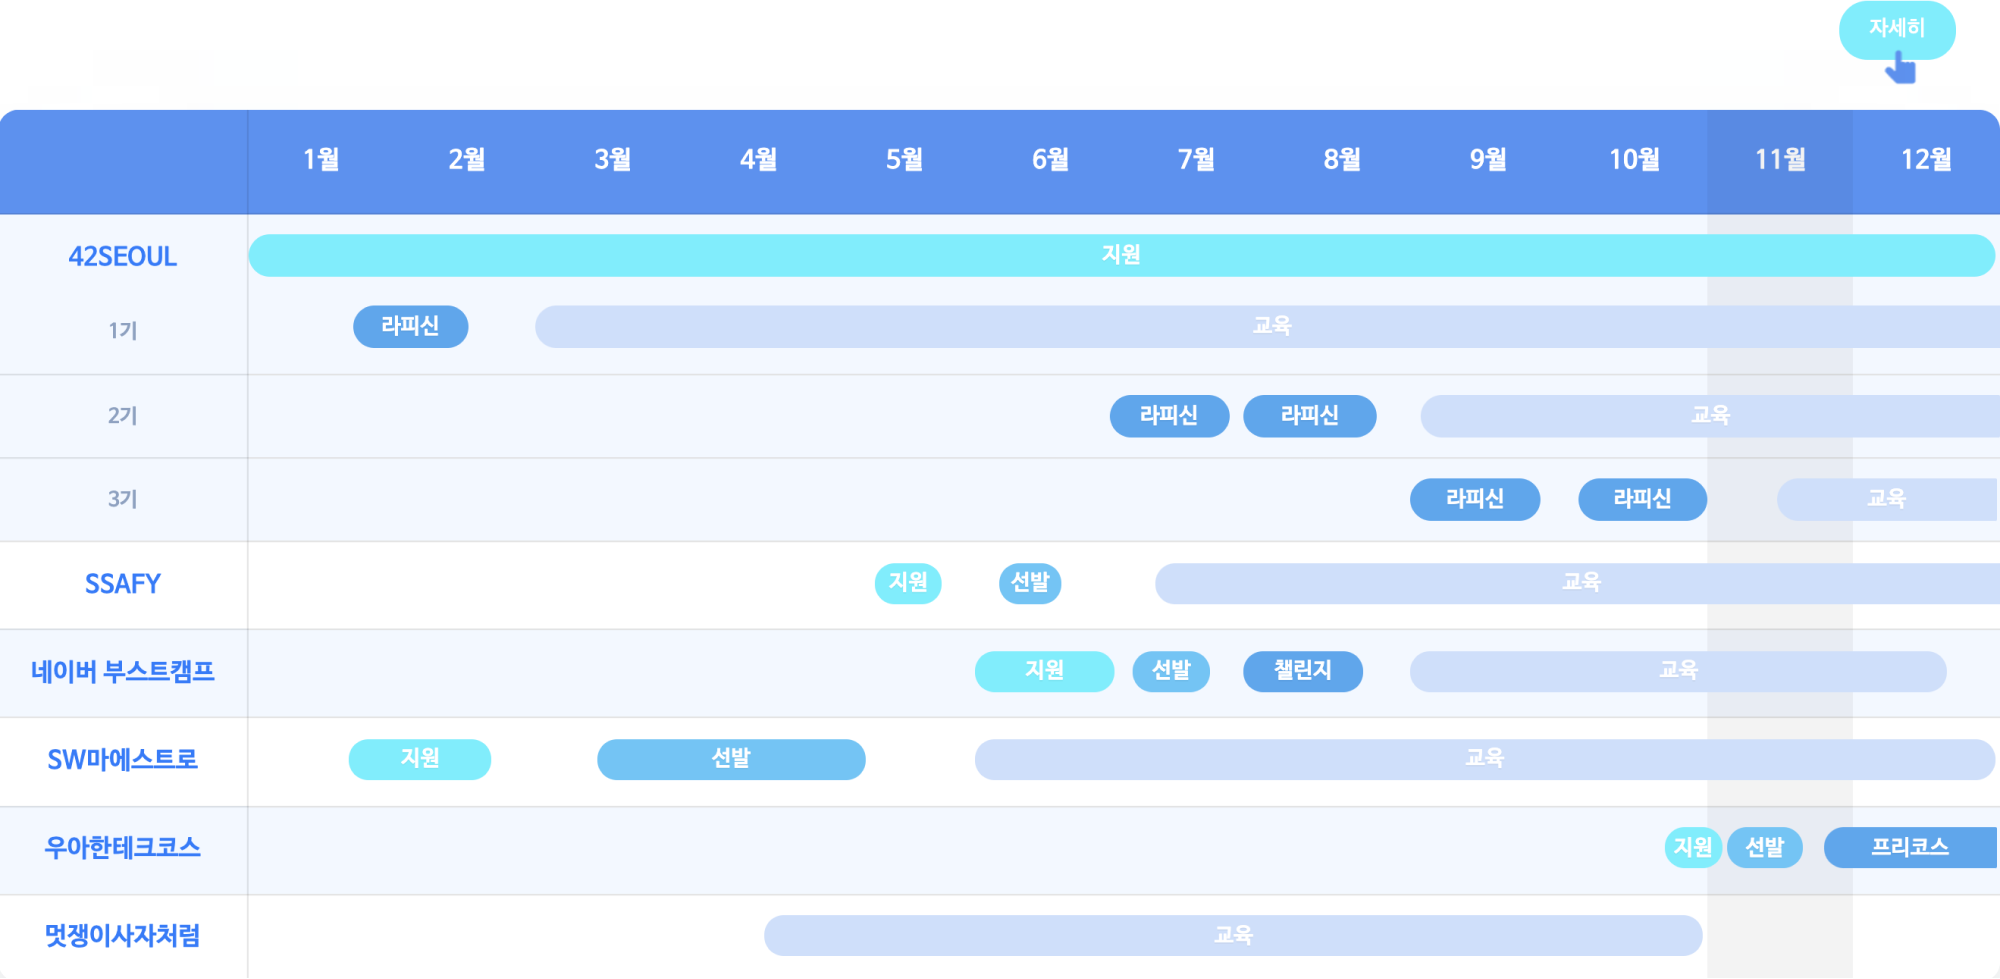 자세히
1월 2월 3월 4월 5월 6월 7월 8월 9월 10월 11월 12월
42SEOUL 지원
1기 라피신 교육
2기 라피신 라피신 교육
3기 라피신 라피신 교육
SSAFY 지원 선발 교육
네이버 부스트캠프 지원 선발 챌린지 교육
SW마에스트로 지원 선발 교육
우아한테크코스 지원 선발 프리코스
멋쟁이사자처럼 교육